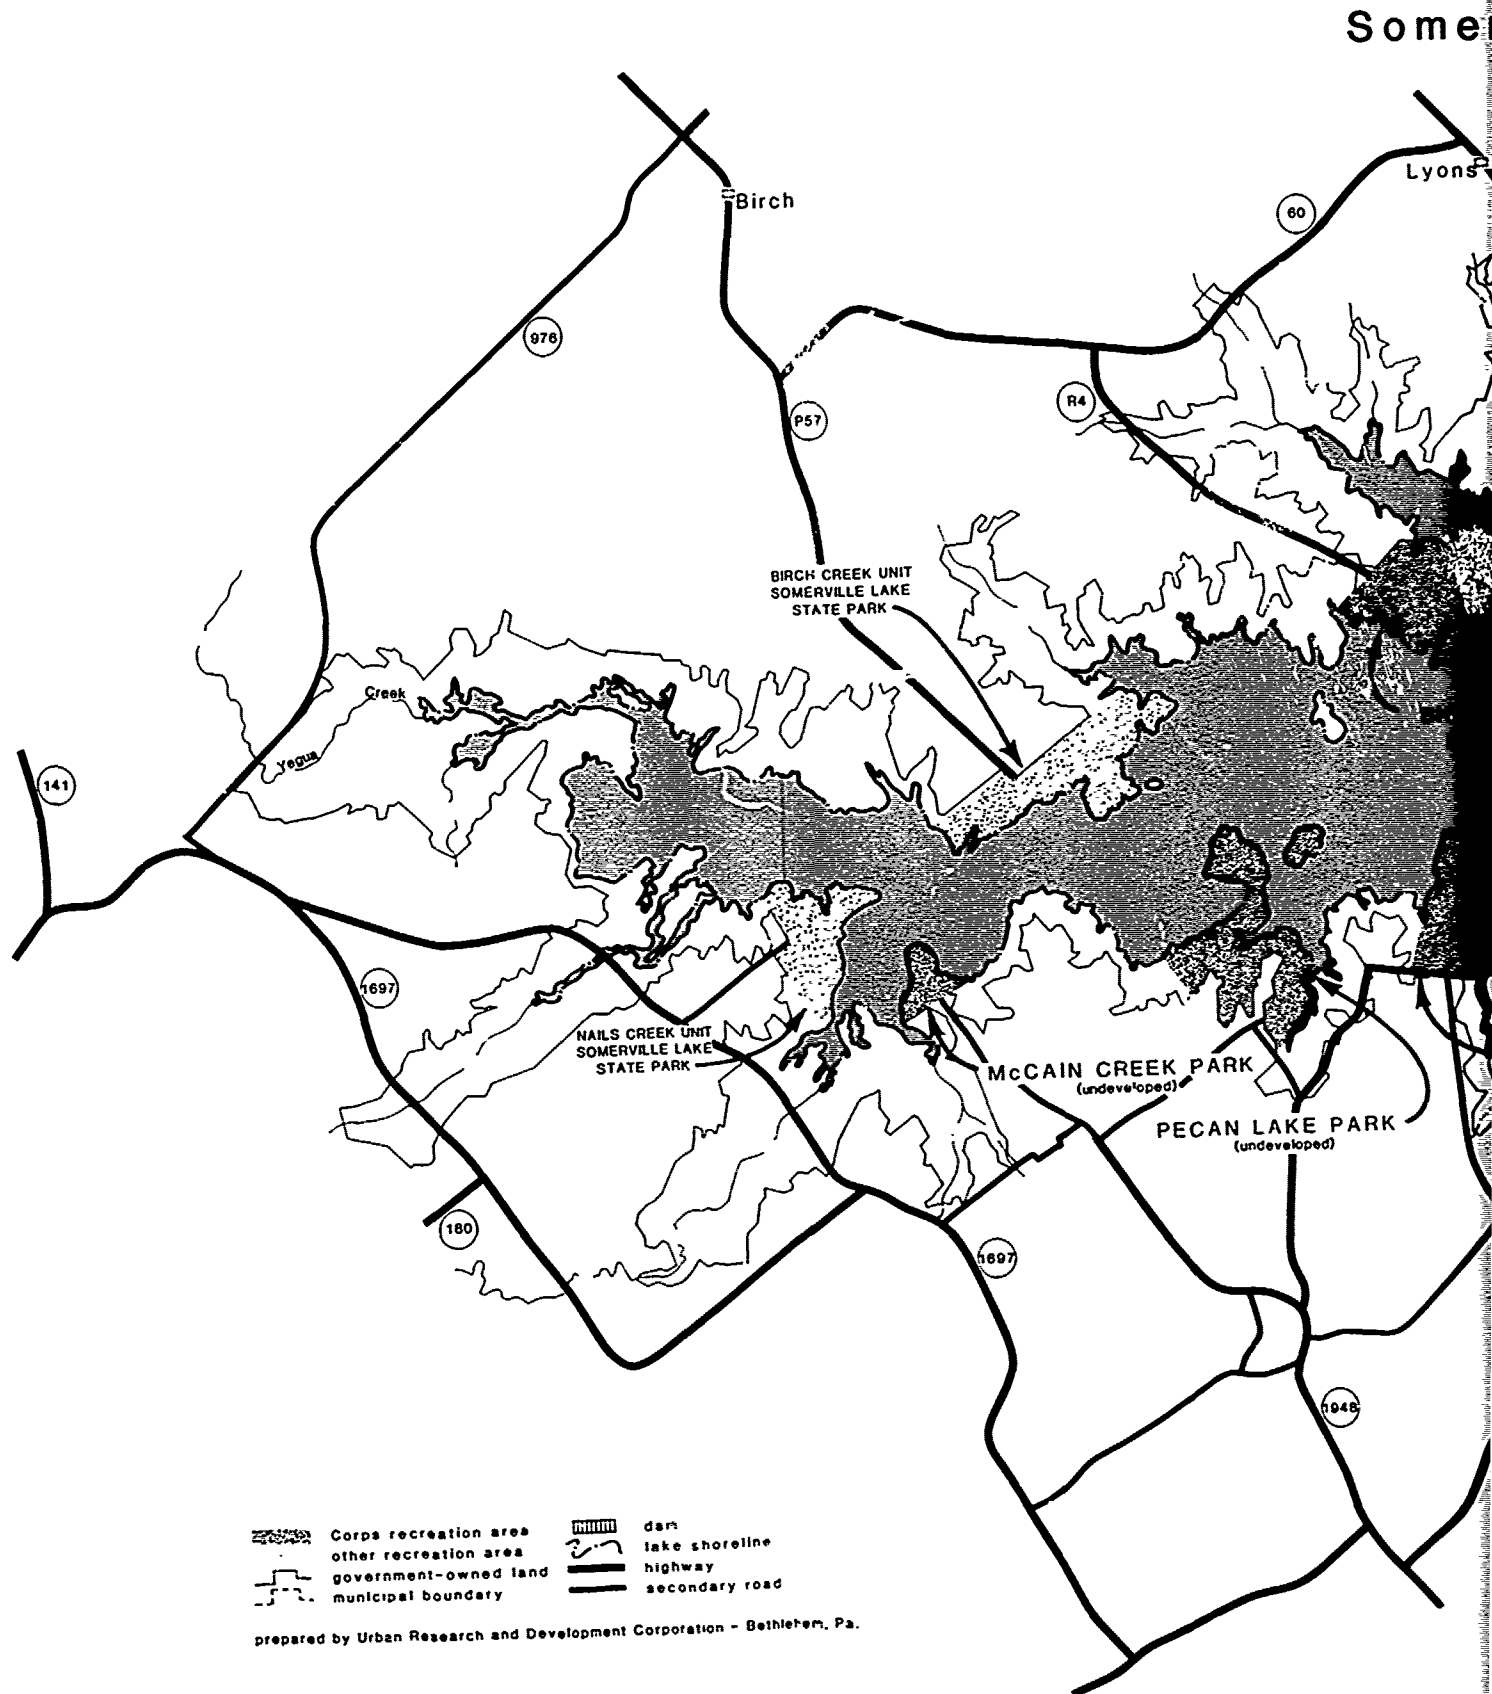 Somer
Lyons
Birch
60
976
R4
P57
BIRCH CREEK UNIT
SOMERVILLE LAKE
STATE PARK
Creek
Yegua
141
1697
NAILS CREEK UNIT
SOMERVILLE LAKE
STATE PARK
McCAIN CREEK PARK
(undeveloped)
PECAN LAKE PARK
(undeveloped)
180
1697
1948
Corps recreation area
other recreation area
government-owned land
municipal boundary
dam
lake shoreline
highway
secondary road
prepared by Urban Research and Development Corporation - Bethlehem, Pa.